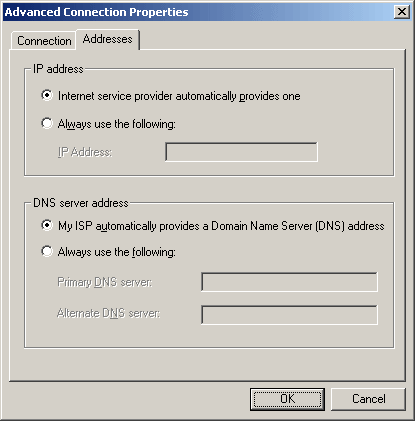 Advanced Connection Properties
Connection
Addresses
IP address
Internet service provider automatically provides one
Always use the following:
IP Address:
DNS server address
My ISP automatically provides a Domain Name Server (DNS) address
Always use the following:
Primary DNS server:
Alternate DNS server:
OK
Cancel